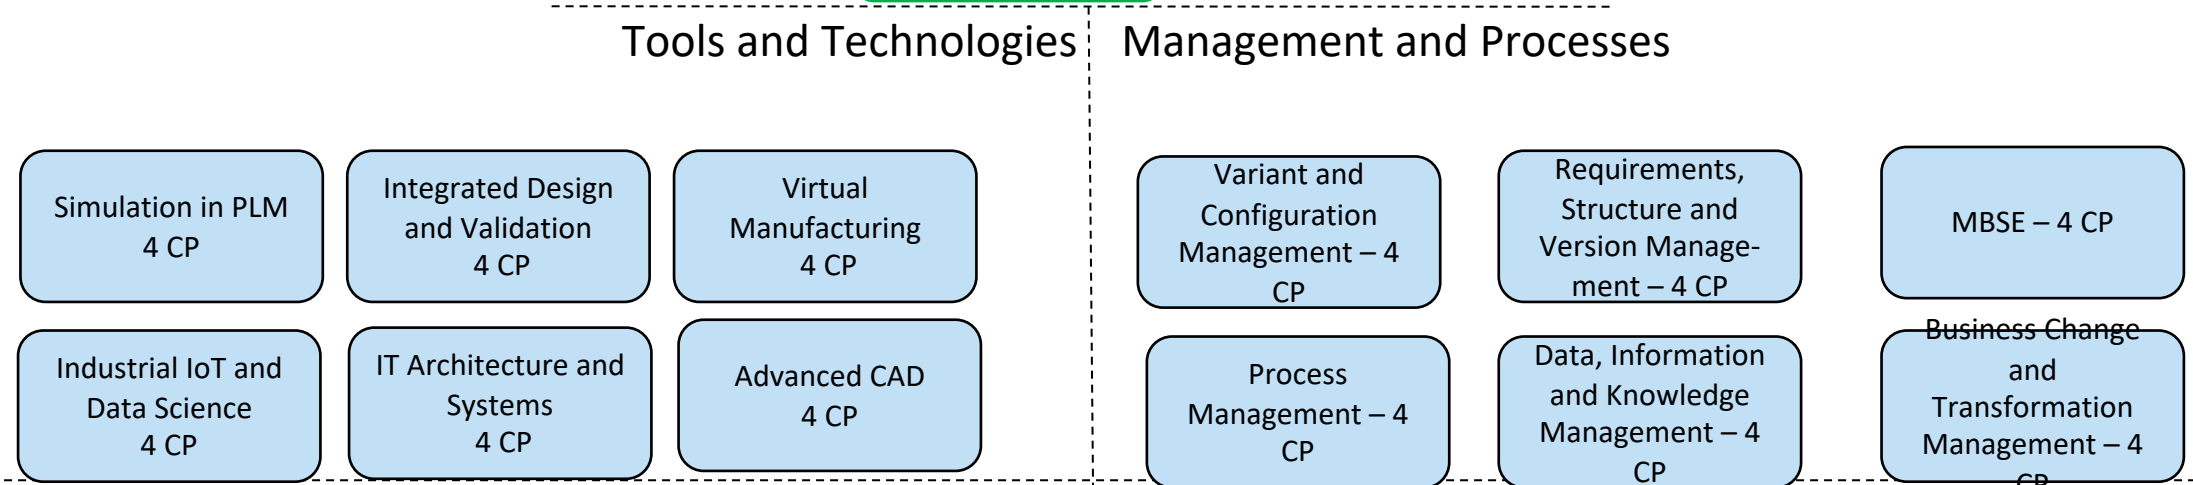 Tools and Technologies
Management and Processes
Simulation in PLM
4 CP
Integrated Design
and Validation
4 CP
Virtual
Manufacturing
4 CP
Variant and
Configuration
Management – 4
CP
Requirements,
Structure and
Version Manage-
ment – 4 CP
MBSE – 4 CP
Industrial IoT and
Data Science
4 CP
IT Architecture and
Systems
4 CP
Advanced CAD
4 CP
Process
Management – 4
CP
Data, Information
and Knowledge
Management – 4
CP
Business Change
and
Transformation
Management – 4
CP